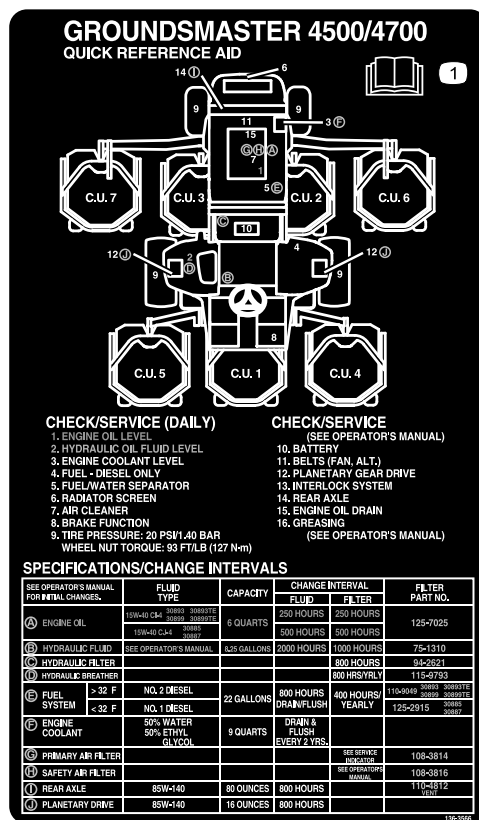 GROUNDSMASTER 4500/4700
QUICK REFERENCE AID
1
14 I
6
9
9
11
15
3 F
G H A
7
1
5 E
C.U. 7
C.U. 3
C.U. 2
C.U. 6
C
10
12 J
2
D
9
B
4
12 J
9
8
C.U. 5
C.U. 1
C.U. 4
CHECK/SERVICE (DAILY)
1. ENGINE OIL LEVEL
2. HYDRAULIC OIL FLUID LEVEL
3. ENGINE COOLANT LEVEL
4. FUEL - DIESEL ONLY
5. FUEL/WATER SEPARATOR
6. RADIATOR SCREEN
7. AIR CLEANER
8. BRAKE FUNCTION
9. TIRE PRESSURE: 20 PSI/1.40 BAR
WHEEL NUT TORQUE: 93 FT/LB (127 N-m)
CHECK/SERVICE
(SEE OPERATOR'S MANUAL)
10. BATTERY
11. BELTS (FAN, ALT.)
12. PLANETARY GEAR DRIVE
13. INTERLOCK SYSTEM
14. REAR AXLE
15. ENGINE OIL DRAIN
16. GREASING
(SEE OPERATOR'S MANUAL)
SPECIFICATIONS/CHANGE INTERVALS
SEE OPERATOR'S MANUAL FOR INITIAL CHANGES. FLUID TYPE CAPACITY CHANGE INTERVAL FLUID FILTER FILTER PART NO.
A ENGINE OIL 15W-40 CI-4 30893 30893TE 30899 30899TE 6 QUARTS 250 HOURS 250 HOURS 125-7025
15W-40 CJ-4 30885 30887 500 HOURS 500 HOURS
B HYDRAULIC FLUID SEE OPERATOR'S MANUAL 8.25 GALLONS 2000 HOURS 1000 HOURS 75-1310
C HYDRAULIC FILTER 800 HOURS 94-2621
D HYDRAULIC BREATHER 800 HRS/YRLY 115-9793
E FUEL SYSTEM > 32 F NO. 2 DIESEL 22 GALLONS 800 HOURS DRAIN/FLUSH 400 HOURS/ YEARLY 110-9049 30893 30893TE 30899 30899TE
< 32 F NO. 1 DIESEL 125-2915 30885 30887
F ENGINE COOLANT 50% WATER 50% ETHYL GLYCOL 9 QUARTS DRAIN & FLUSH EVERY 2 YRS.
G PRIMARY AIR FILTER SEE SERVICE INDICATOR 108-3814
H SAFETY AIR FILTER SEE OPERATOR'S MANUAL 108-3816
I REAR AXLE 85W-140 80 OUNCES 800 HOURS 110-4812 VENT
J PLANETARY DRIVE 85W-140 16 OUNCES 800 HOURS
136-3566